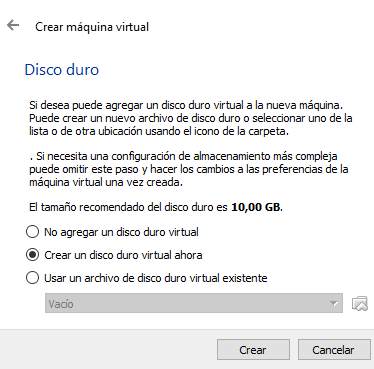 Crear máquina virtual
Disco duro
Si desea puede agregar un disco duro virtual a la nueva máquina.
Puede crear un nuevo archivo de disco duro o seleccionar uno de la
lista o de otra ubicación usando el icono de la carpeta.
. Si necesita una configuración de almacenamiento más compleja
puede omitir este paso y hacer los cambios a las preferencias de la
máquina virtual una vez creada.
El tamaño recomendado del disco duro es 10,00 GB.
No agregar un disco duro virtual
Crear un disco duro virtual ahora
Usar un archivo de disco duro virtual existente
Vacío
Crear
Cancelar